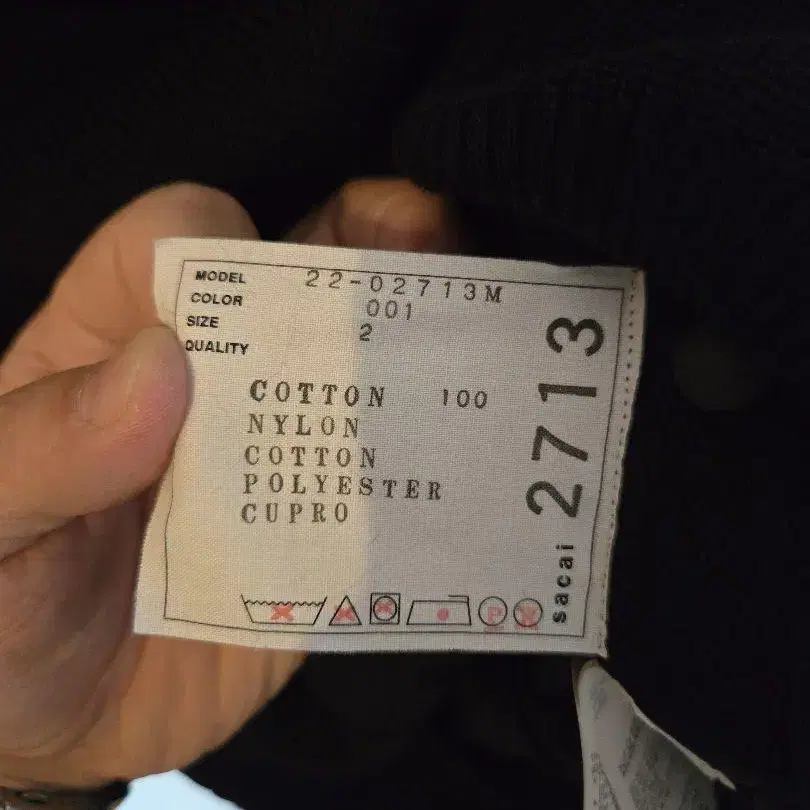 MODEL 22-02713M
COLOR 001
SIZE 2
QUALITY
COTTON 100
NYLON
COTTON
POLYESTER
CUPRO
P
sacai 2713